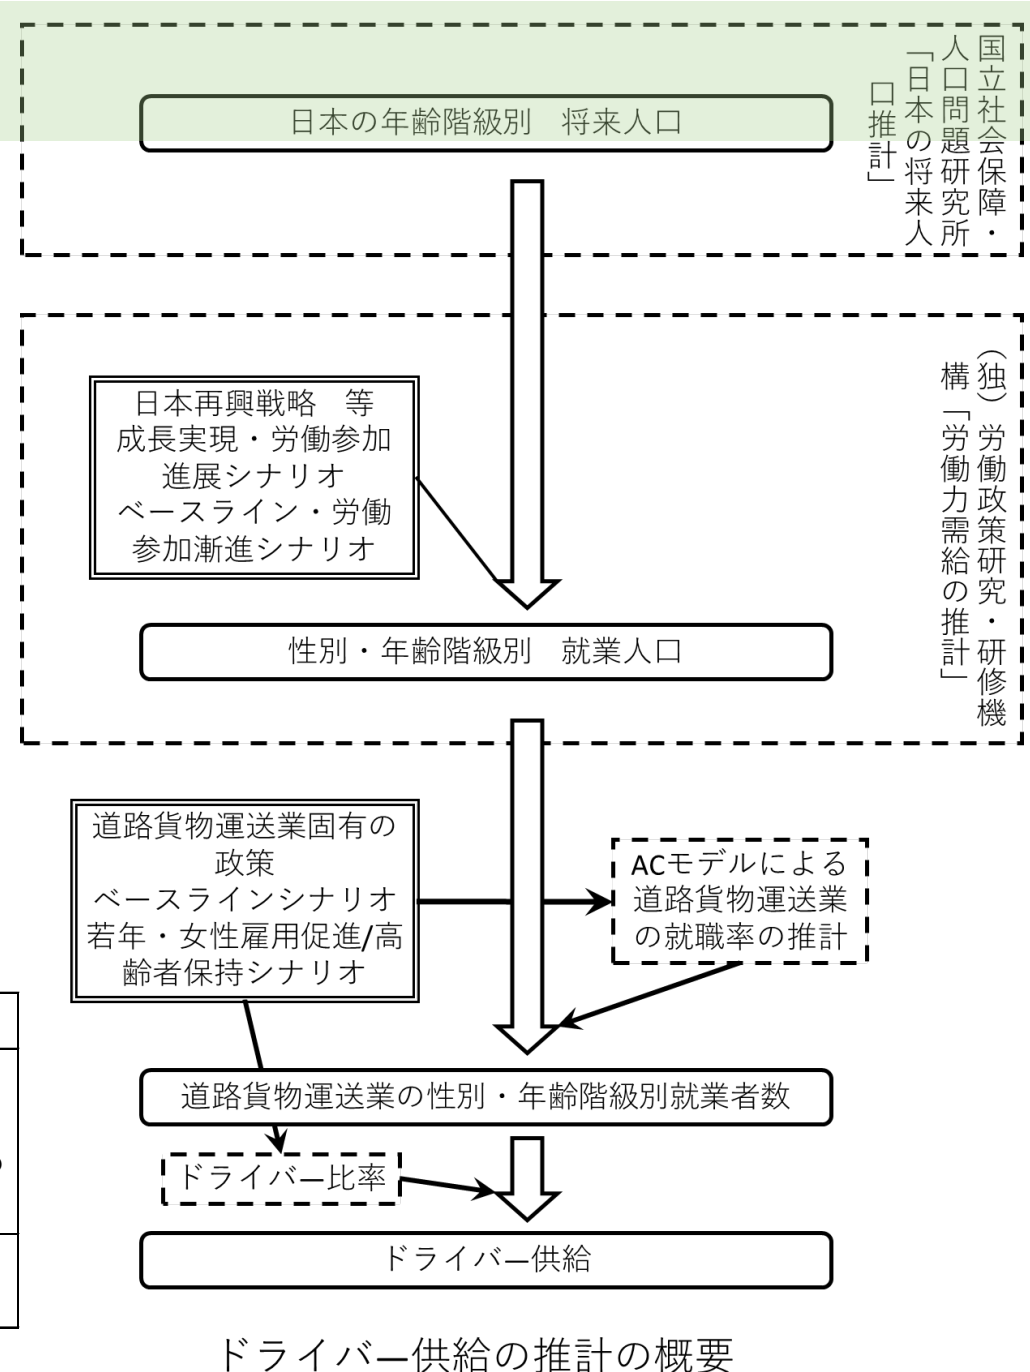 国立社会保障・
人口問題研究所
「日本の将来人
口推計」
日本の年齢階級別　将来人口
（独）労働政策研究・研修機
構「労働力需給の推計」
日本再興戦略　等
成長実現・労働参加
進展シナリオ
ベースライン・労働
参加漸進シナリオ
性別・年齢階級別　就業人口
道路貨物運送業固有の
政策
ベースラインシナリオ
若年・女性雇用促進/高
齢者保持シナリオ
ACモデルによる
道路貨物運送業
の就職率の推計
道路貨物運送業の性別・年齢階級別就業者数
ドライバー比率
ドライバー供給
ドライバー供給の推計の概要